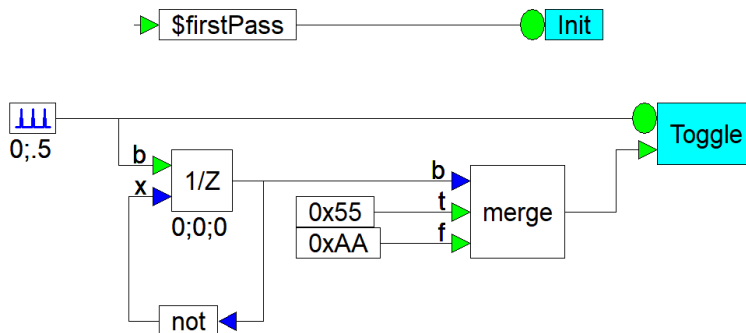 $firstPass
Init
0;.5
Toggle
b
x
1/Z
0;0;0
b
t
f
0x55
0xAA
merge
not